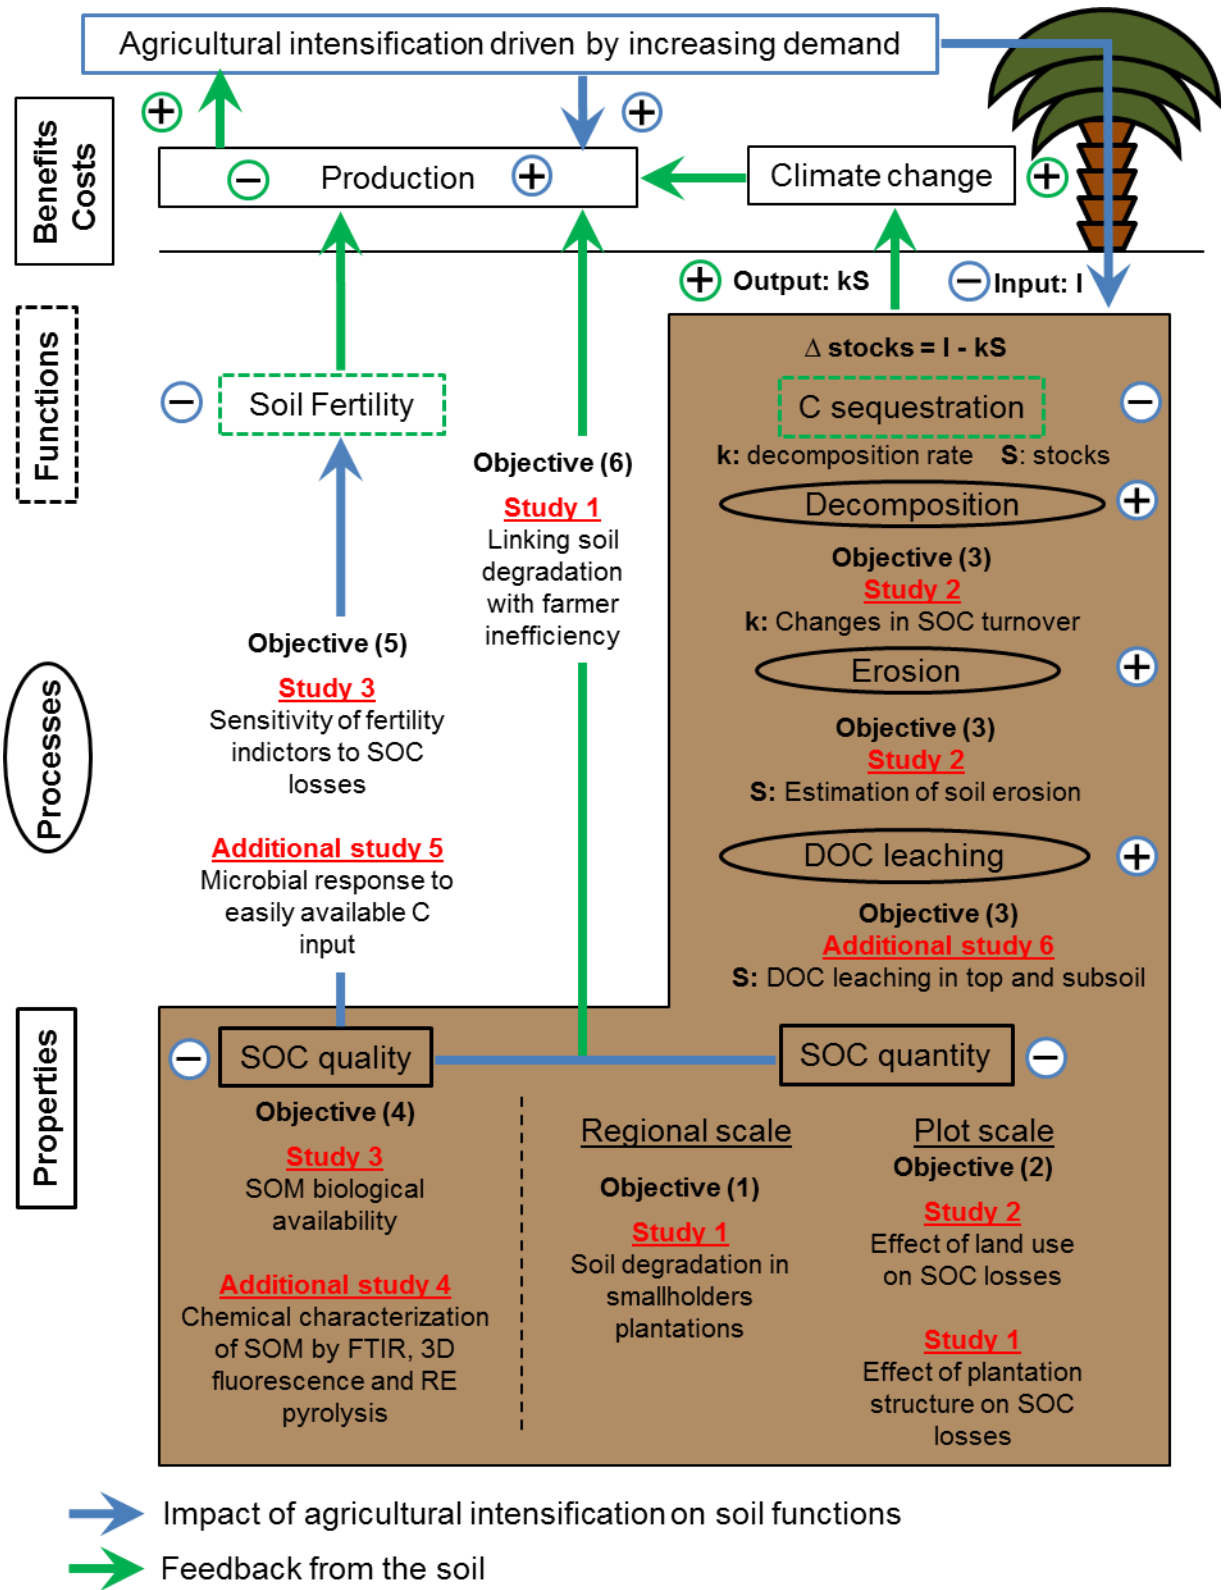 Agricultural intensification driven by increasing demand
+
+
Benefits
Costs
− Production +
Climate change +
+ Output: kS
− Input: I
Functions
Δ stocks = I - kS
− Soil Fertility
C sequestration −
k: decomposition rate S: stocks
Decomposition +
Objective (3)
Study 2
k: Changes in SOC turnover
Erosion +
Objective (3)
Study 2
S: Estimation of soil erosion
DOC leaching +
Objective (3)
Additional study 6
S: DOC leaching in top and subsoil
Objective (6)
Study 1
Linking soil
degradation
with farmer
inefficiency
Processes
Objective (5)
Study 3
Sensitivity of fertility
indictors to SOC
losses
Additional study 5
Microbial response to
easily available C
input
Properties
− SOC quality
SOC quantity −
Objective (4)
Study 3
SOM biological
availability
Additional study 4
Chemical characterization
of SOM by FTIR, 3D
fluorescence and RE
pyrolysis
Regional scale
Objective (1)
Study 1
Soil degradation in
smallholders
plantations
Plot scale
Objective (2)
Study 2
Effect of land use
on SOC losses
Study 1
Effect of plantation
structure on SOC
losses
Impact of agricultural intensification on soil functions
Feedback from the soil